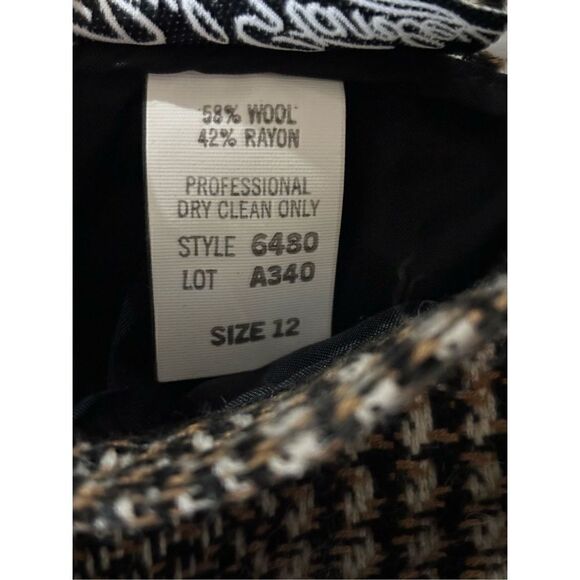 58% WOOL
42% RAYON
PROFESSIONAL
DRY CLEAN ONLY
STYLE 6480
LOT A340
SIZE 12